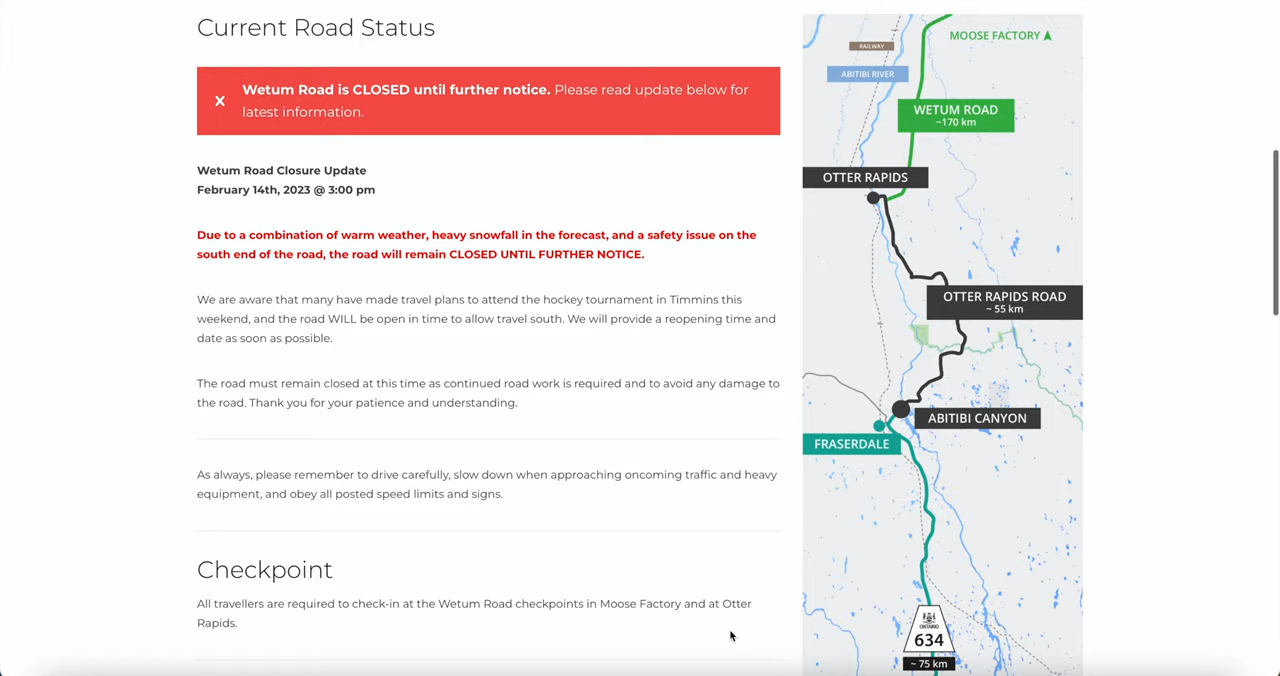 Current Road Status
x
Wetum Road is CLOSED until further notice. Please read update below for
latest information.
Wetum Road Closure Update
February 14th, 2023 @ 3:00 pm
Due to a combination of warm weather, heavy snowfall in the forecast, and a safety issue on the
south end of the road, the road will remain CLOSED UNTIL FURTHER NOTICE.
We are aware that many have made travel plans to attend the hockey tournament in Timmins this
weekend, and the road WILL be open in time to allow travel south. We will provide a reopening time and
date as soon as possible.
The road must remain closed at this time as continued road work is required and to avoid any damage to
the road. Thank you for your patience and understanding.
As always, please remember to drive carefully, slow down when approaching oncoming traffic and heavy
equipment, and obey all posted speed limits and signs.
Checkpoint
All travellers are required to check-in at the Wetum Road checkpoints in Moose Factory and at Otter
Rapids.
MOOSE FACTORY
RAILWAY
ABITIBI RIVER
WETUM ROAD
~170 km
OTTER RAPIDS
OTTER RAPIDS ROAD
~ 55 km
ABITIBI CANYON
FRASERDALE
ONTARIO
634
~ 75 km